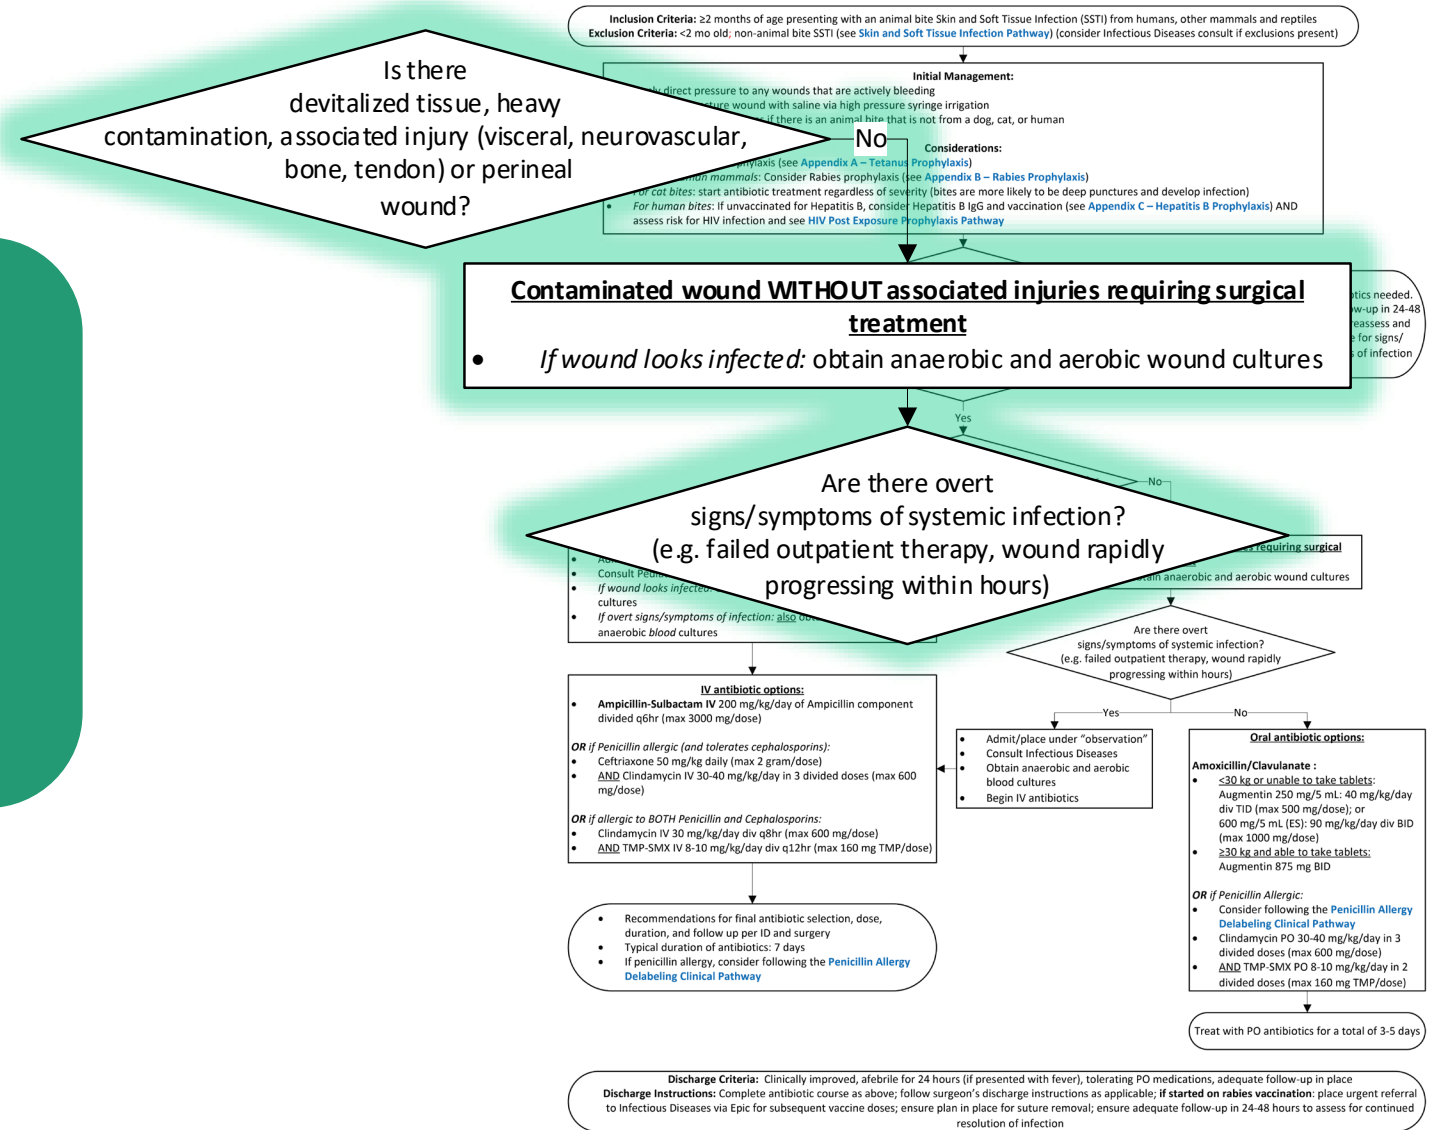 Inclusion Criteria: ≥2 months of age presenting with an animal bite Skin and Soft Tissue Infection (SSTI) from humans, other mammals and reptiles
Exclusion Criteria: <2 mo old; non-animal bite SSTI (see Skin and Soft Tissue Infection Pathway) (consider Infectious Diseases consult if exclusions present)
Is there
devitalized tissue, heavy
contamination, associated injury (visceral, neurovascular,
bone, tendon) or perineal
wound?
No
Initial Management:
direct pressure to any wounds that are actively bleeding
wound with saline via high pressure syringe irrigation
if there is an animal bite that is not from a dog, cat, or human
Considerations:
(see Appendix A – Tetanus Prophylaxis)
mammals: Consider Rabies prophylaxis (see Appendix B – Rabies Prophylaxis)
• For cat bites: start antibiotic treatment regardless of severity (bites are more likely to be deep punctures and develop infection)
• For human bites: If unvaccinated for Hepatitis B, consider Hepatitis B IgG and vaccination (see Appendix C – Hepatitis B Prophylaxis) AND
assess risk for HIV infection and see HIV Post Exposure Prophylaxis Pathway
Contaminated wound WITHOUT associated injuries requiring surgical
treatment
• If wound looks infected: obtain anaerobic and aerobic wound cultures
needed.
in 24-48
reassess and
for signs/
of infection
Yes
Are there overt
signs/symptoms of systemic infection?
(e.g. failed outpatient therapy, wound rapidly
progressing within hours)
No
requiring surgical
anaerobic and aerobic wound cultures
•
• Consult
• If wound looks infected:
cultures
• If overt signs/symptoms of infection: also
anaerobic blood cultures
Are there overt
signs/symptoms of systemic infection?
(e.g. failed outpatient therapy, wound rapidly
progressing within hours)
Yes
No
IV antibiotic options:
• Ampicillin-Sulbactam IV 200 mg/kg/day of Ampicillin component
divided q6hr (max 3000 mg/dose)
OR if Penicillin allergic (and tolerates cephalosporins):
• Ceftriaxone 50 mg/kg daily (max 2 gram/dose)
• AND Clindamycin IV 30-40 mg/kg/day in 3 divided doses (max 600
mg/dose)
OR if allergic to BOTH Penicillin and Cephalosporins:
• Clindamycin IV 30 mg/kg/day div q8hr (max 600 mg/dose)
• AND TMP-SMX IV 8-10 mg/kg/day div q12hr (max 160 mg TMP/dose)
• Admit/place under “observation”
• Consult Infectious Diseases
• Obtain anaerobic and aerobic
blood cultures
• Begin IV antibiotics
Oral antibiotic options:
Amoxicillin/Clavulanate :
• <30 kg or unable to take tablets:
Augmentin 250 mg/5 mL: 40 mg/kg/day
div TID (max 500 mg/dose); or
600 mg/5 mL (ES): 90 mg/kg/day div BID
(max 1000 mg/dose)
• ≥30 kg and able to take tablets:
Augmentin 875 mg BID
OR if Penicillin Allergic:
• Consider following the Penicillin Allergy
Delabeling Clinical Pathway
• Clindamycin PO 30-40 mg/kg/day in 3
divided doses (max 600 mg/dose)
• AND TMP-SMX PO 8-10 mg/kg/day in 2
divided doses (max 160 mg TMP/dose)
• Recommendations for final antibiotic selection, dose,
duration, and follow up per ID and surgery
• Typical duration of antibiotics: 7 days
• If penicillin allergy, consider following the Penicillin Allergy
Delabeling Clinical Pathway
Treat with PO antibiotics for a total of 3-5 days
Discharge Criteria: Clinically improved, afebrile for 24 hours (if presented with fever), tolerating PO medications, adequate follow-up in place
Discharge Instructions: Complete antibiotic course as above; follow surgeon’s discharge instructions as applicable; if started on rabies vaccination: place urgent referral
to Infectious Diseases via Epic for subsequent vaccine doses; ensure plan in place for suture removal; ensure adequate follow-up in 24-48 hours to assess for continued
resolution of infection